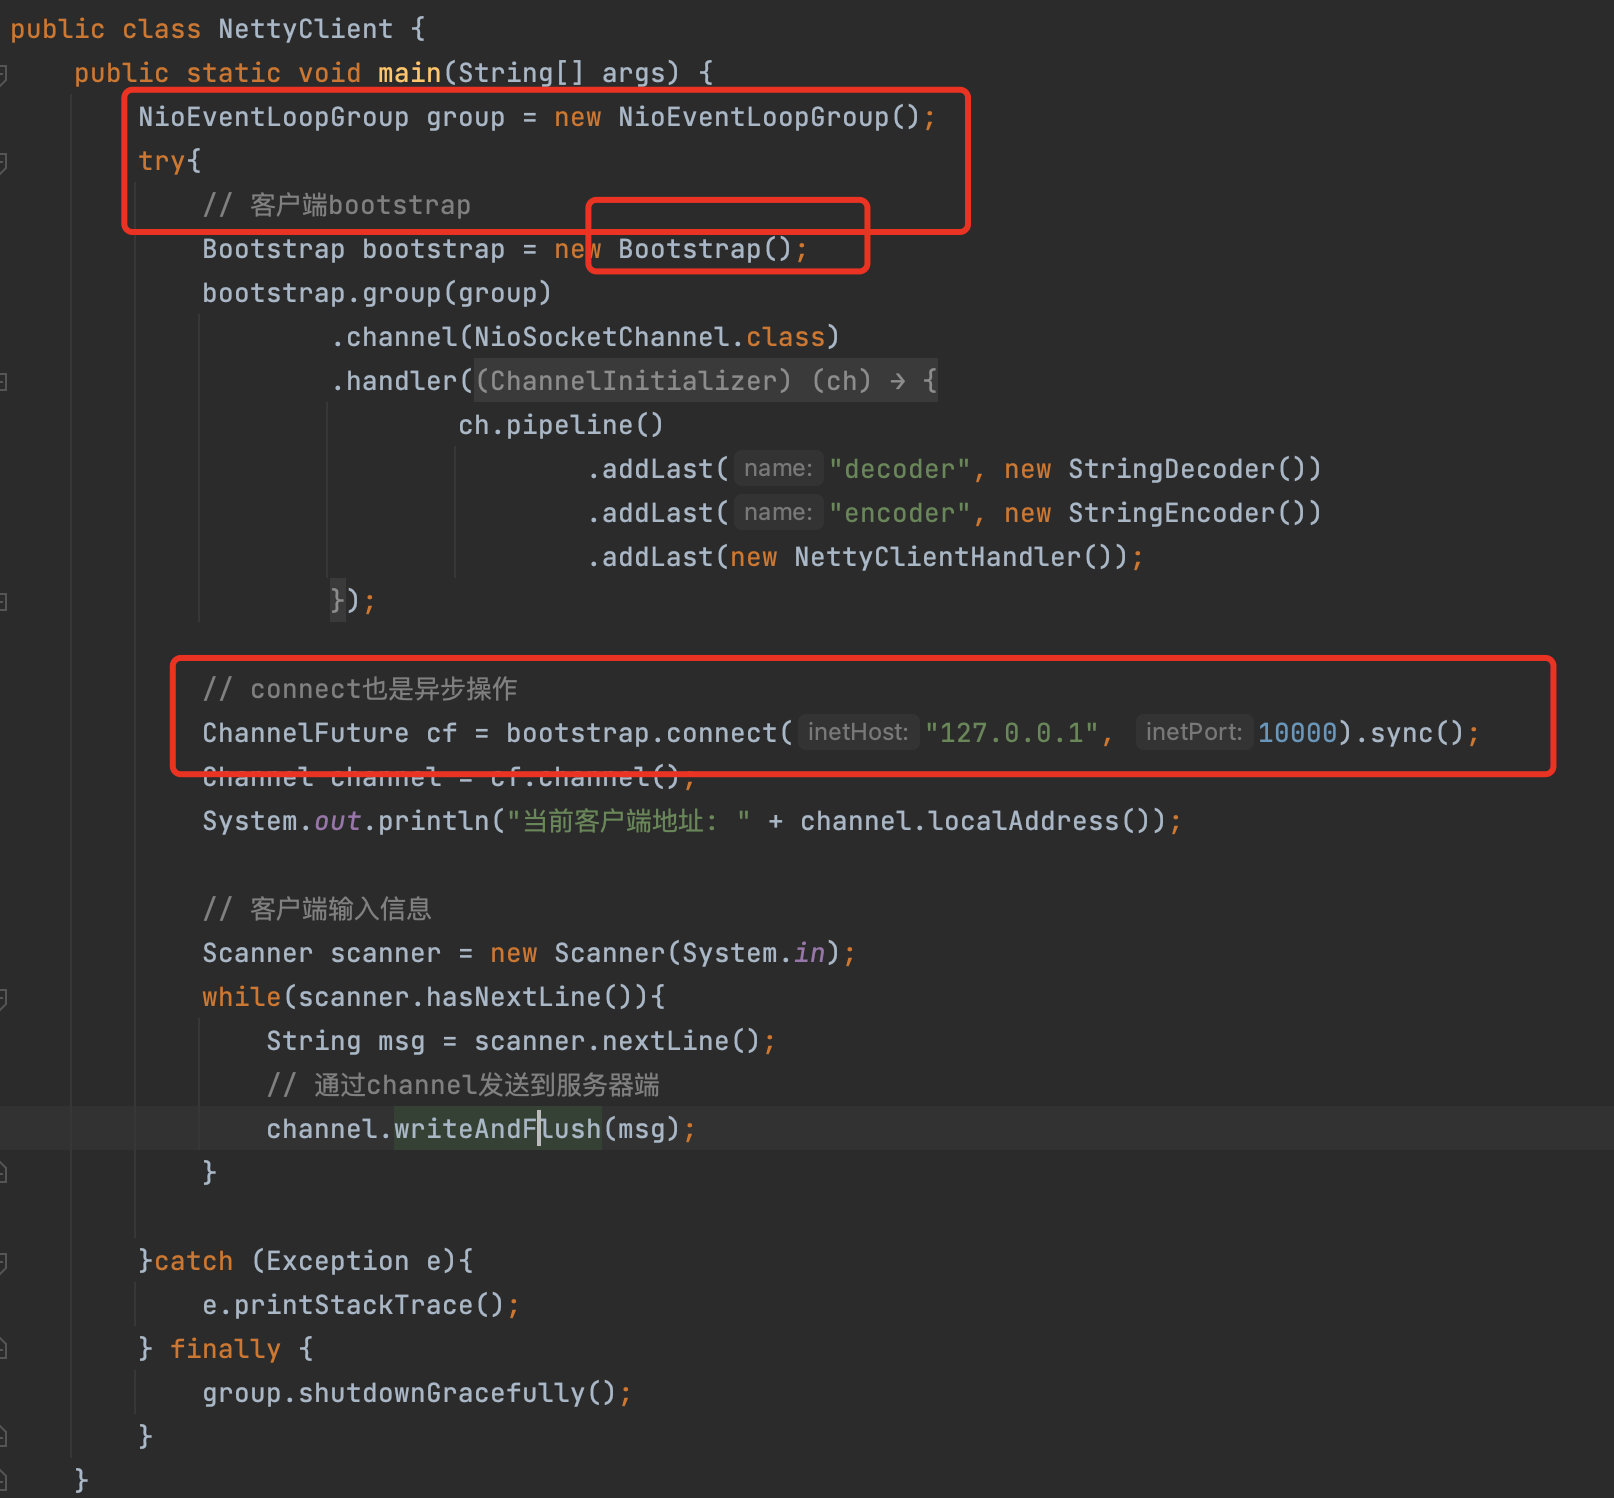 public class NettyClient {
public static void main(String[] args) {
NioEventLoopGroup group = new NioEventLoopGroup();
try{
// 客户端bootstrap
Bootstrap bootstrap = new Bootstrap();
bootstrap.group(group)
.channel(NioSocketChannel.class)
.handler((ChannelInitializer) (ch) → {
ch.pipeline()
.addLast( name: "decoder", new StringDecoder())
.addLast( name: "encoder", new StringEncoder())
.addLast(new NettyClientHandler());
});
// connect也是异步操作
ChannelFuture cf = bootstrap.connect( inetHost: "127.0.0.1", inetPort: 10000).sync();
Channel channel = cf.channel();
System.out.println("当前客户端地址: " + channel.localAddress());
// 客户端输入信息
Scanner scanner = new Scanner(System.in);
while(scanner.hasNextLine()){
String msg = scanner.nextLine();
// 通过channel发送到服务器端
channel.writeAndFlush(msg);
}
}catch (Exception e){
e.printStackTrace();
} finally {
group.shutdownGracefully();
}
}